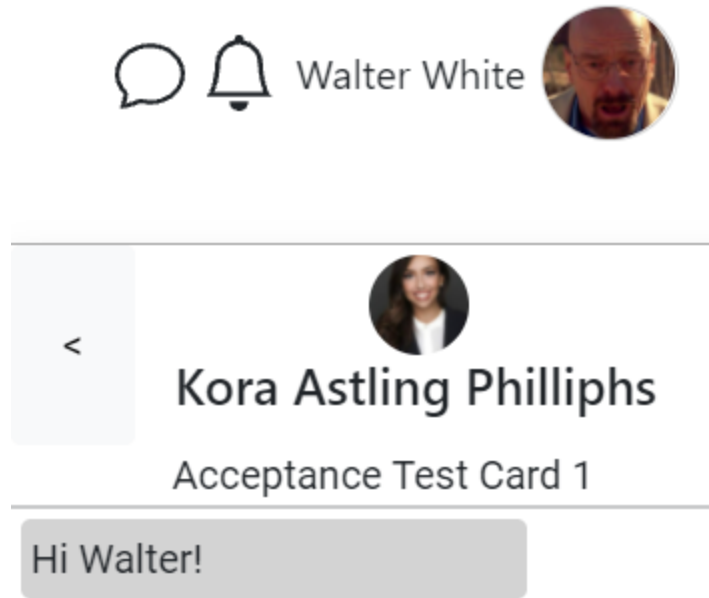 Walter White
<
Kora Astling Philliphs
Acceptance Test Card 1
Hi Walter!